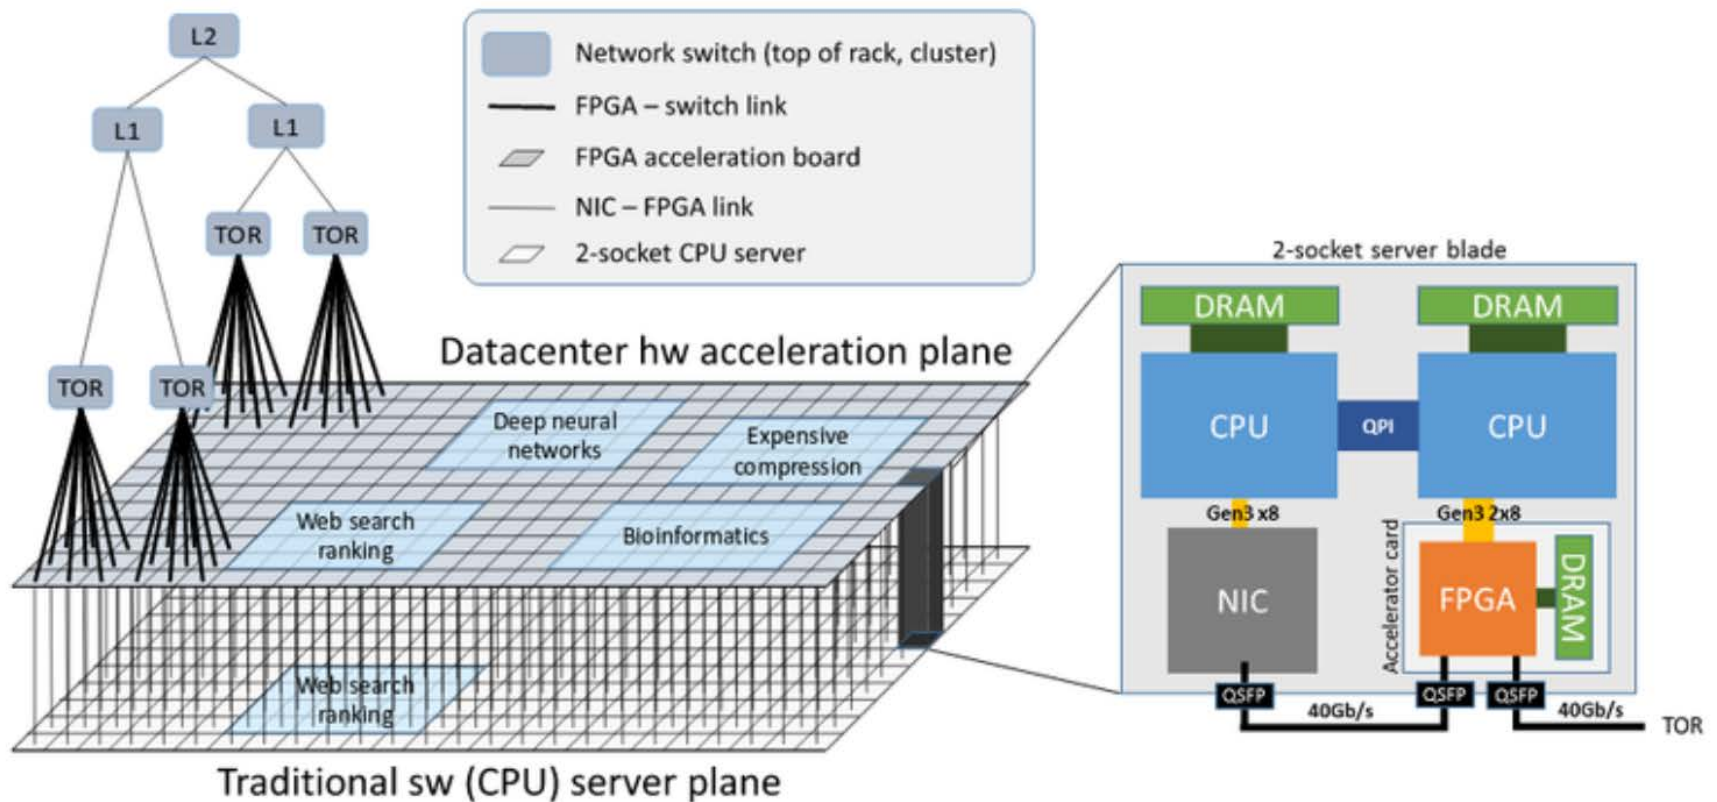 L2
L1
L1
TOR
TOR
TOR
TOR
Network switch (top of rack, cluster)
FPGA – switch link
FPGA acceleration board
NIC – FPGA link
2-socket CPU server
Datacenter hw acceleration plane
Deep neural
networks
Expensive
compression
Web search
ranking
Bioinformatics
Web search
ranking
Traditional sw (CPU) server plane
2-socket server blade
DRAM
DRAM
CPU
QPI
CPU
Gen3 x8
Gen3 2x8
Accelerator card
NIC
FPGA
DRAM
QSFP
QSFP
QSFP
40Gb/s
40Gb/s
TOR